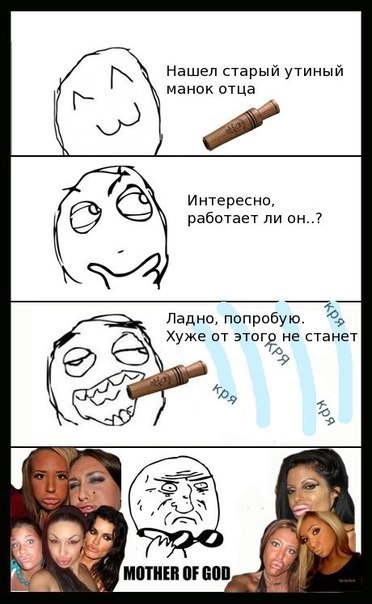 Нашел старый утиный
манок отца
Интересно,
работает ли он..?
Ладно, попробую.
Хуже от этого не станет
кря
кря
кря
кря
MOTHER OF GOD